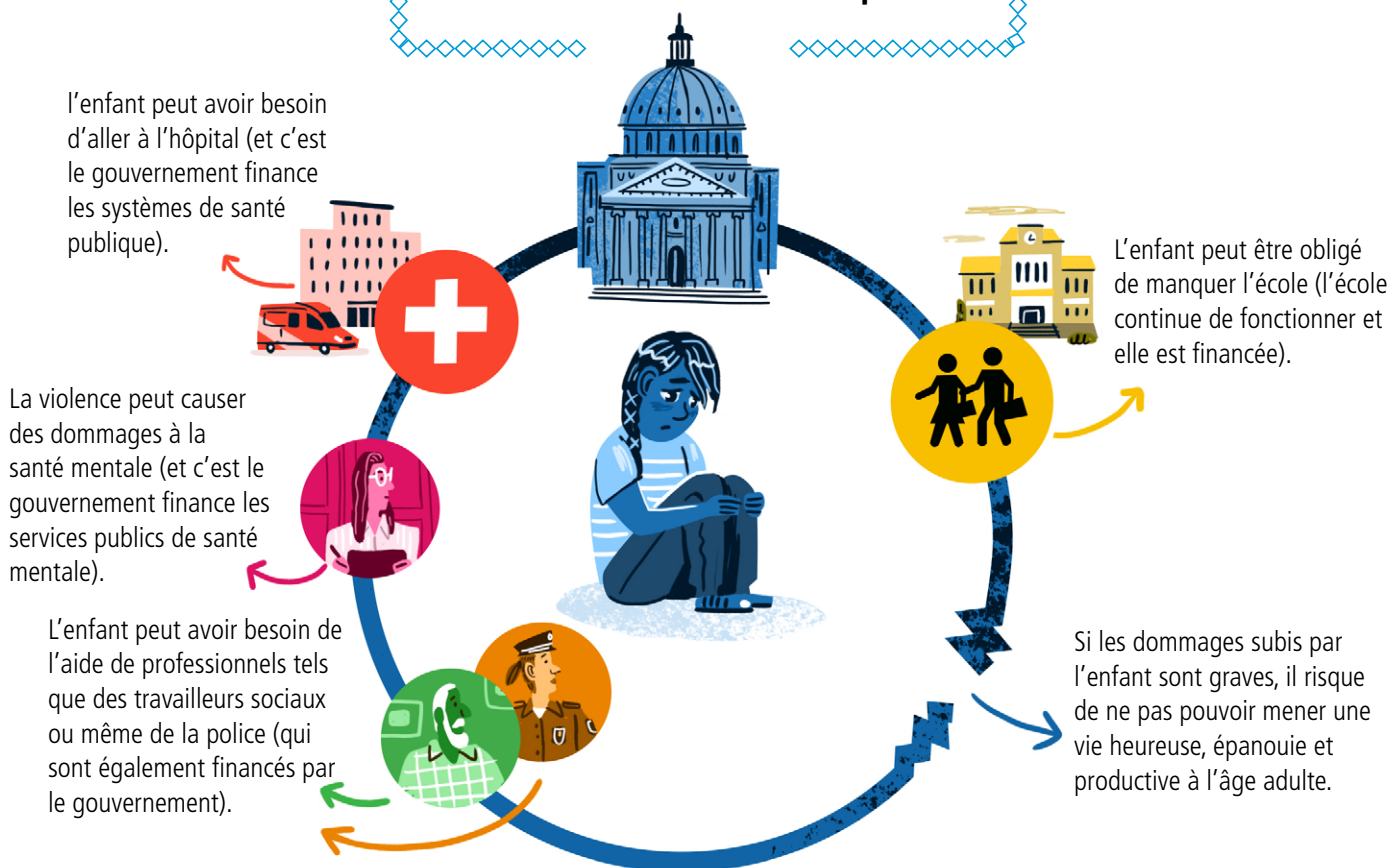 l'enfant peut avoir besoin
d'aller à l'hôpital (et c'est
le gouvernement finance
les systèmes de santé
publique).
L'enfant peut être obligé
de manquer l'école (l'école
continue de fonctionner et
elle est financée).
La violence peut causer
des dommages à la
santé mentale (et c'est le
gouvernement finance les
services publics de santé
mentale).
L'enfant peut avoir besoin de
l'aide de professionnels tels
que des travailleurs sociaux
ou même de la police (qui
sont également financés par
le gouvernement).
Si les dommages subis par
l'enfant sont graves, il risque
de ne pas pouvoir mener une
vie heureuse, épanouie et
productive à l'âge adulte.